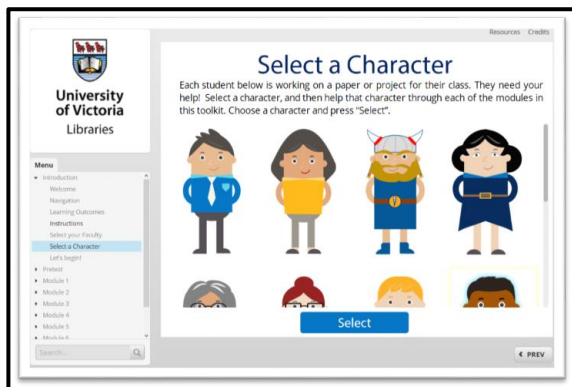 Resources Credits
University
of Victoria
Libraries
Select a Character
Each student below is working on a paper or project for their class. They need your
help! Select a character, and then help that character through each of the modules in
this toolkit. Choose a character and press "Select".
Menu
Introduction
Welcome
Navigation
Learning Outcomes
Instructions
Select your Faculty
Select a Character
Let's begin!
Pretest
Module 1
Module 2
Module 3
Module 4
Module 5
Module 6
Select
Search...
PREV